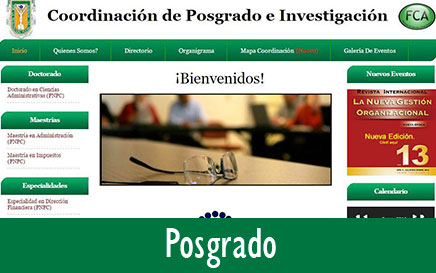 Coordinación de Posgrado e Investigación
FCA
Inicio
Quienes Somos?
Directorio
Organigrama
Mapa Coordinación (Nuevo)
Galería De Eventos
Doctorado
Doctorado en Ciencias
Administrativas (PNPC)
Maestrías
Maestría en Administración
(PNPC)
Maestría en Impuestos
(PNPC)
Especialidades
Especialidad en Dirección
Financiera (PNPC)
¡Bienvenidos!
Nuevos Eventos
REVISTA INTERNACIONAL
LA NUEVA GESTIÓN
ORGANIZACIONAL
Nueva Edición.
13
Calendario
Posgrado